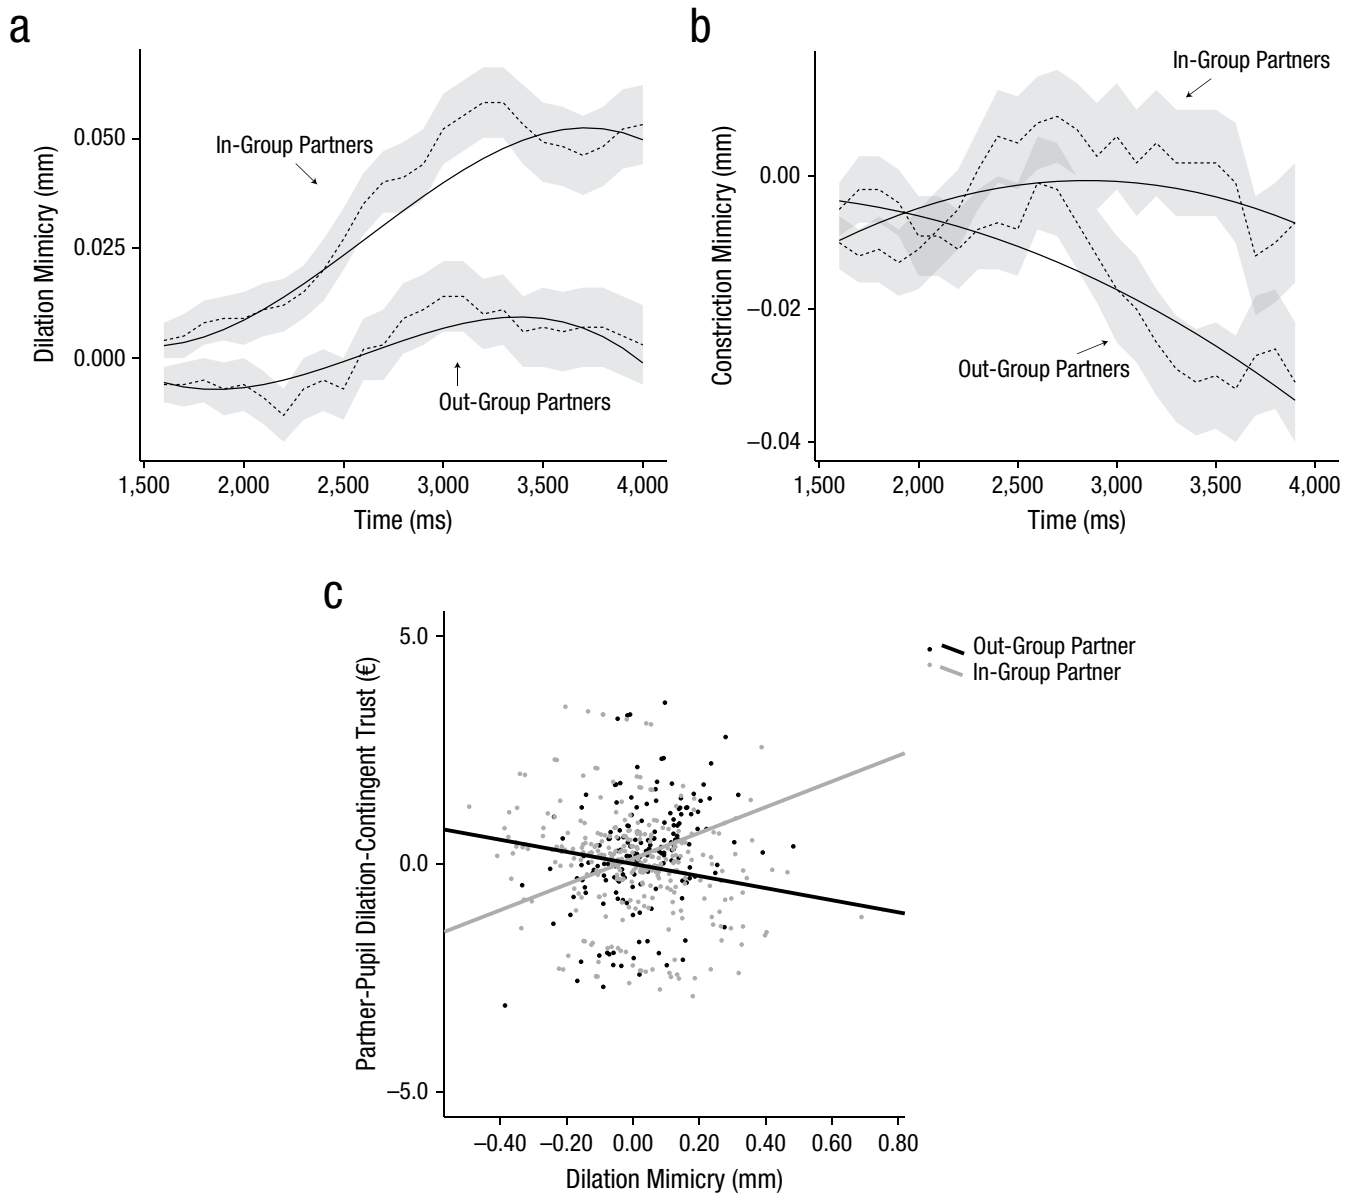 a
Dilation Mimicry (mm)
0.050
0.025
0.000
In-Group Partners
Out-Group Partners
1,500 2,000 2,500 3,000 3,500 4,000
Time (ms)
b
Constriction Mimicry (mm)
0.00
−0.02
−0.04
In-Group Partners
Out-Group Partners
1,500 2,000 2,500 3,000 3,500 4,000
Time (ms)
c
Partner-Pupil Dilation-Contingent Trust (€)
5.0
0.0
−5.0
Out-Group Partner
In-Group Partner
−0.40 −0.20 0.00 0.20 0.40 0.60 0.80
Dilation Mimicry (mm)